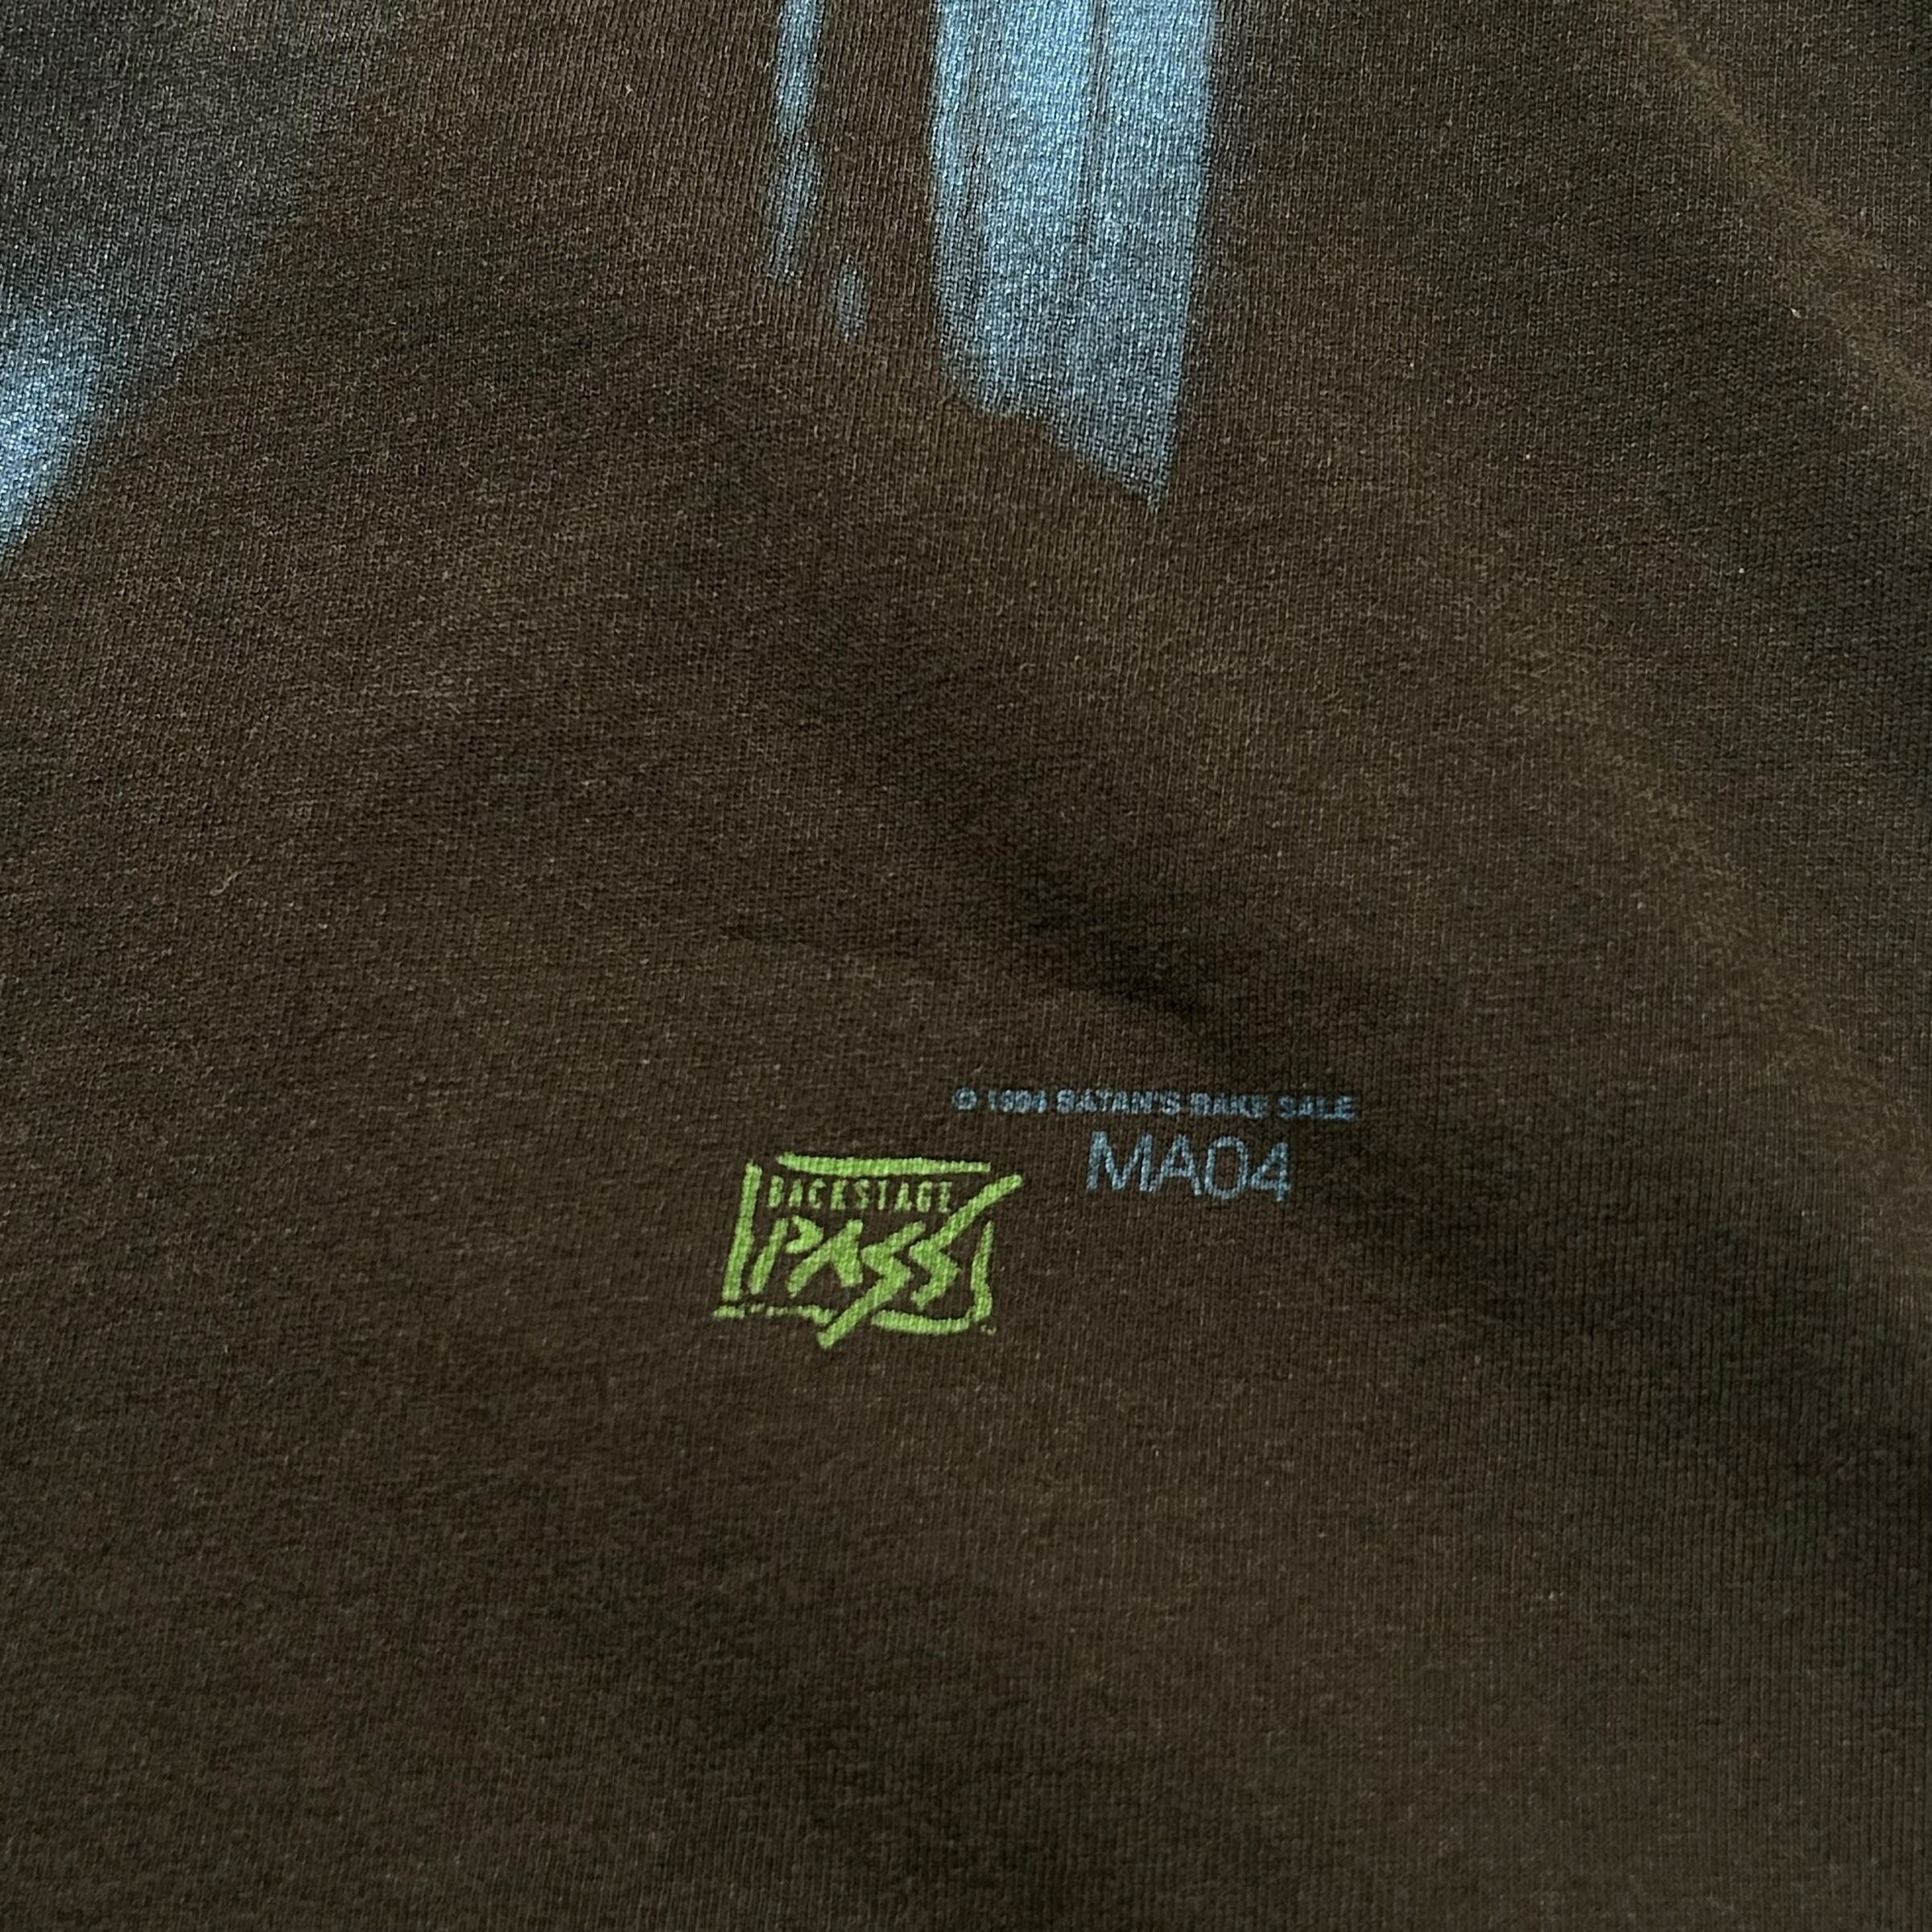 © 1994 SATAN'S BAKE SALE
MA04
BACKSTAGE
PASS